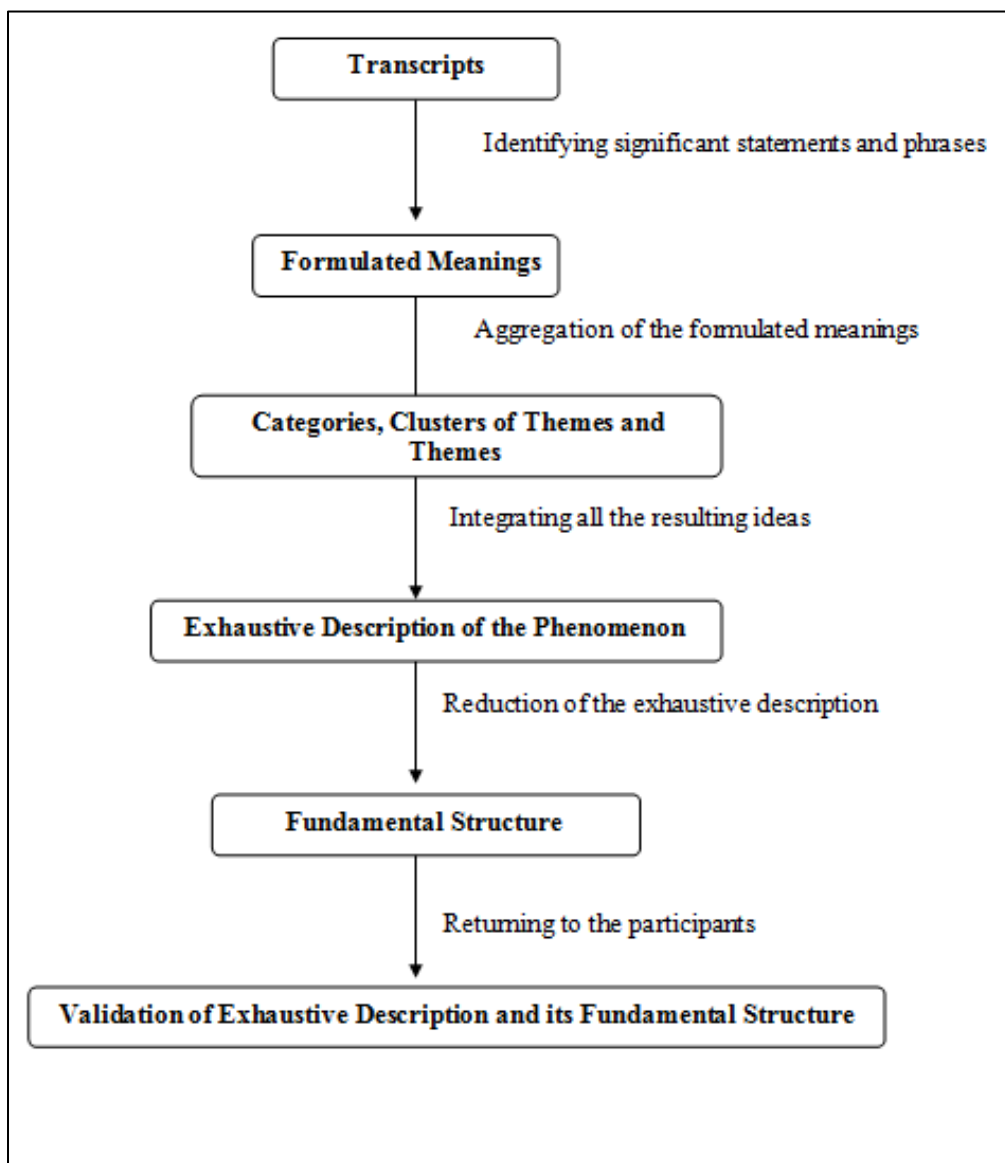 Transcripts
Identifying significant statements and phrases
Formulated Meanings
Aggregation of the formulated meanings
Categories, Clusters of Themes and
Themes
Integrating all the resulting ideas
Exhaustive Description of the Phenomenon
Reduction of the exhaustive description
Fundamental Structure
Returning to the participants
Validation of Exhaustive Description and its Fundamental Structure